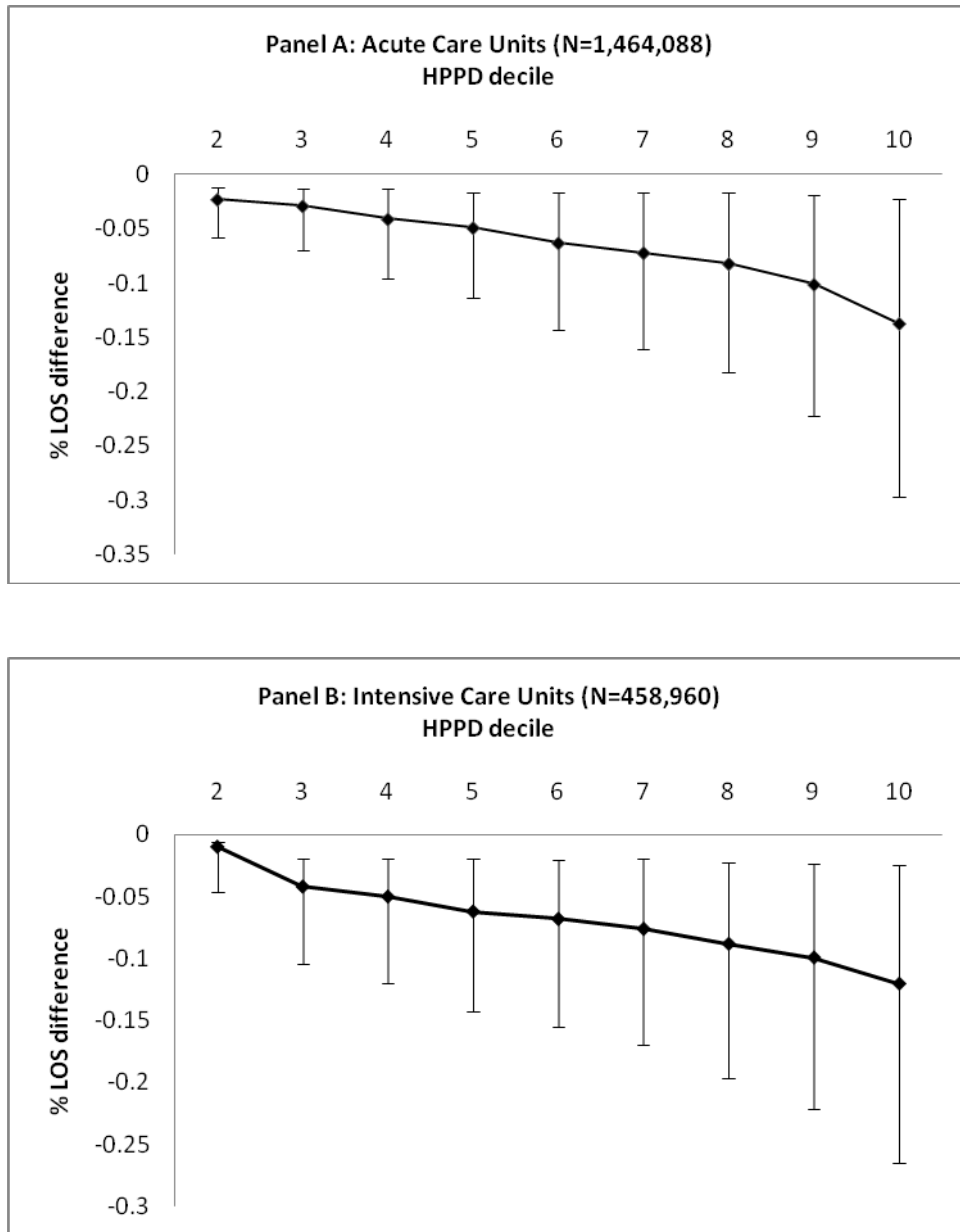 Panel A: Acute Care Units (N=1,464,088)
HPPD decile
2 3 4 5 6 7 8 9 10
0
-0.05
-0.1
-0.15
-0.2
-0.25
-0.3
-0.35
% LOS difference
Panel B: Intensive Care Units (N=458,960)
HPPD decile
2 3 4 5 6 7 8 9 10
0
-0.05
-0.1
-0.15
-0.2
-0.25
-0.3
% LOS difference